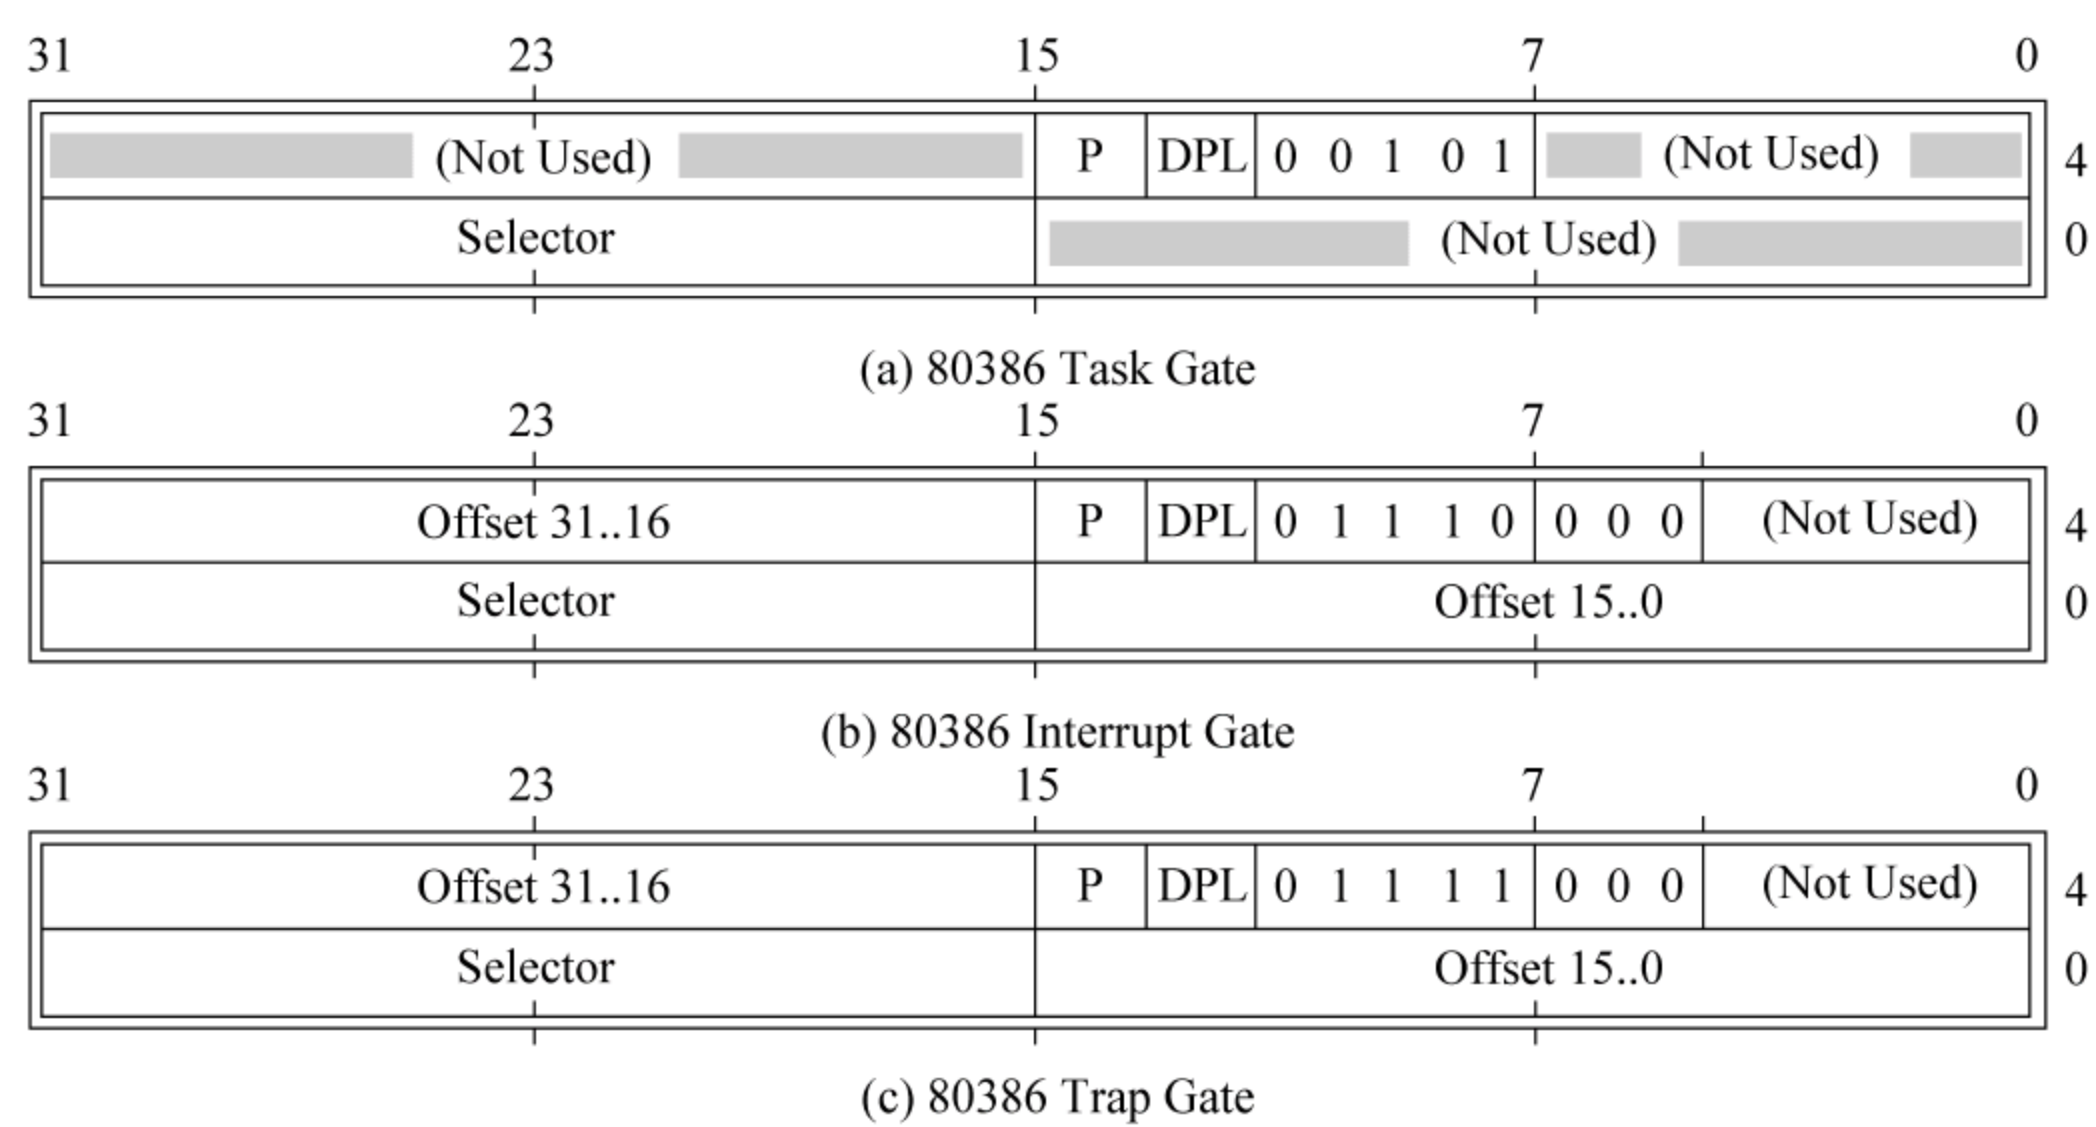 31 23 15 7 0
(Not Used) P DPL 0 0 1 0 1 (Not Used) 4
Selector (Not Used) 0
(a) 80386 Task Gate
31 23 15 7 0
Offset 31..16 P DPL 0 1 1 1 0 0 0 0 (Not Used) 4
Selector Offset 15..0 0
(b) 80386 Interrupt Gate
31 23 15 7 0
Offset 31..16 P DPL 0 1 1 1 1 0 0 0 (Not Used) 4
Selector Offset 15..0 0
(c) 80386 Trap Gate